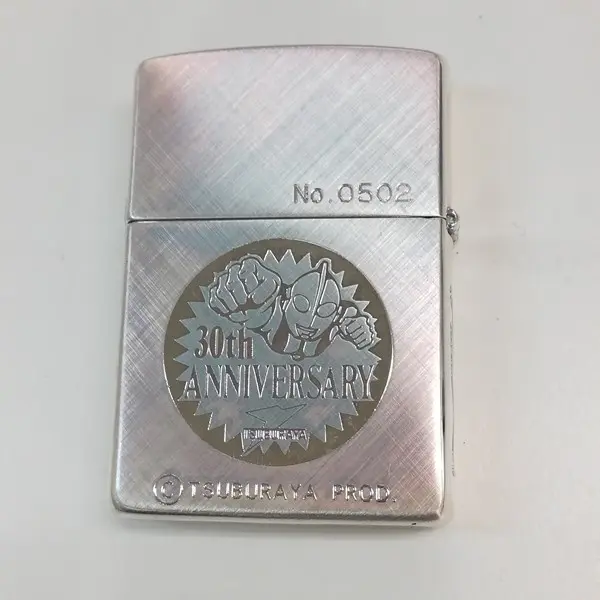 No.0502
30th
ANNIVERSARY
TSUBURAYA
© TSUBURAYA PROD.